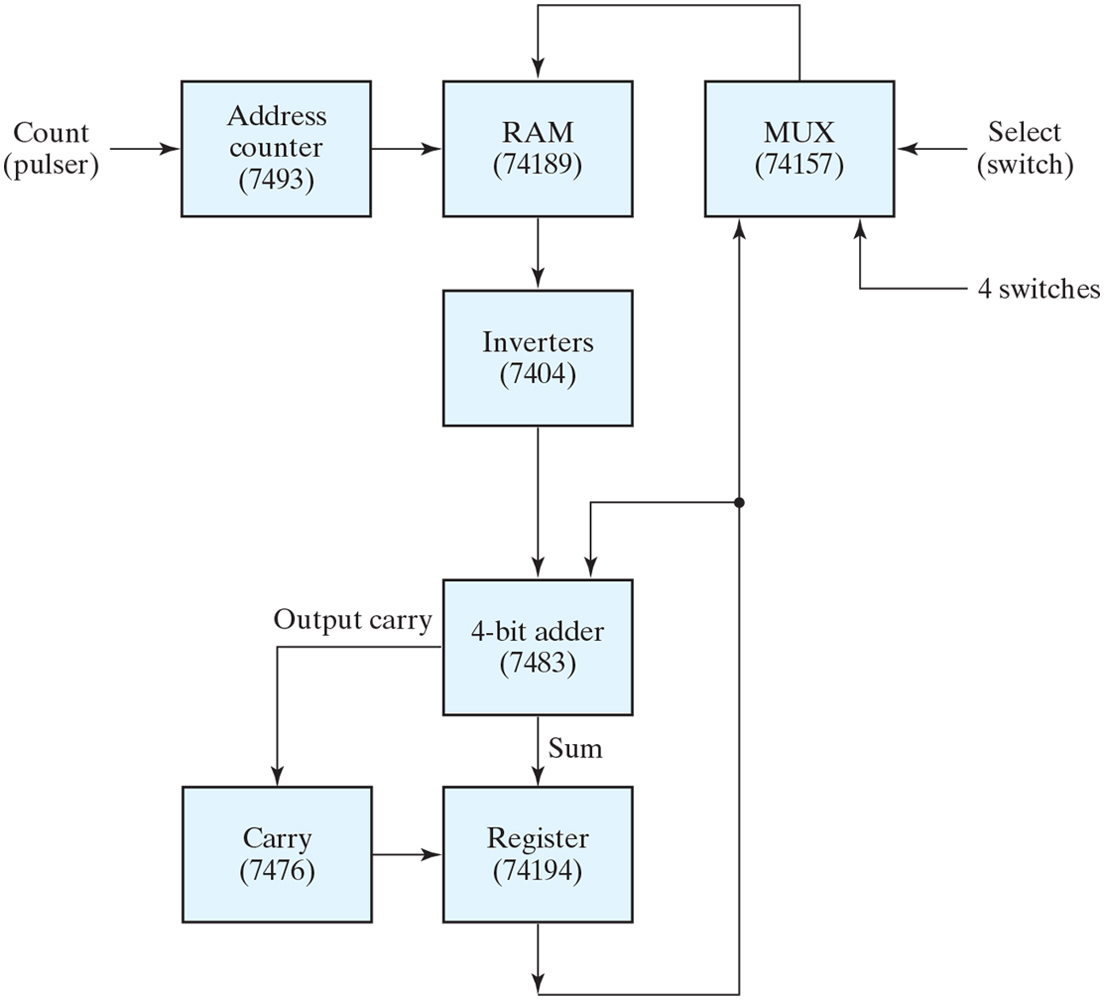 Count
(pulser)
Address
counter
(7493)
RAM
(74189)
MUX
(74157)
Select
(switch)
4 switches
Inverters
(7404)
Output carry
4-bit adder
(7483)
Sum
Carry
(7476)
Register
(74194)